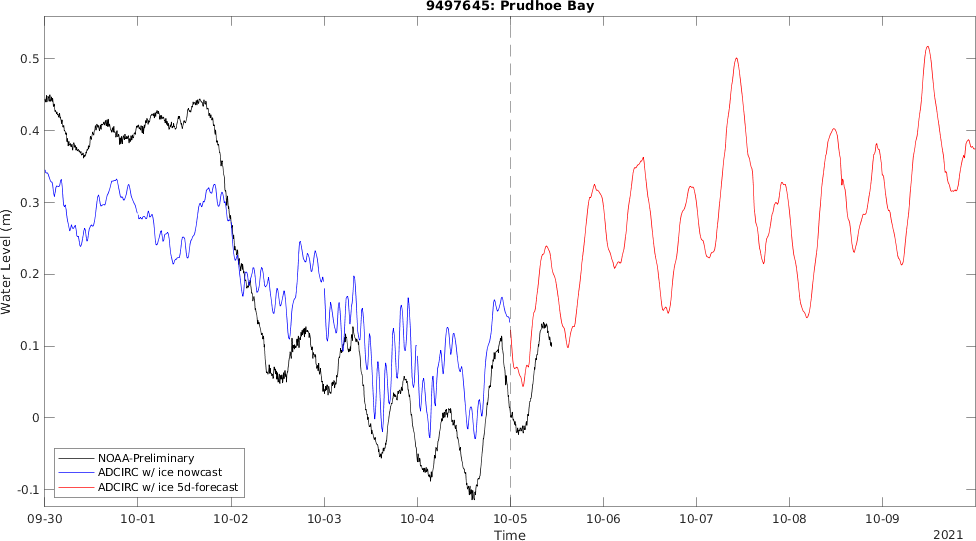 9497645: Prudhoe Bay
Water Level (m)
0.5
0.4
0.3
0.2
0.1
0
-0.1
NOAA-Preliminary
ADCIRC w/ ice nowcast
ADCIRC w/ ice 5d-forecast
09-30 10-01 10-02 10-03 10-04 10-05 10-06 10-07 10-08 10-09
Time
2021